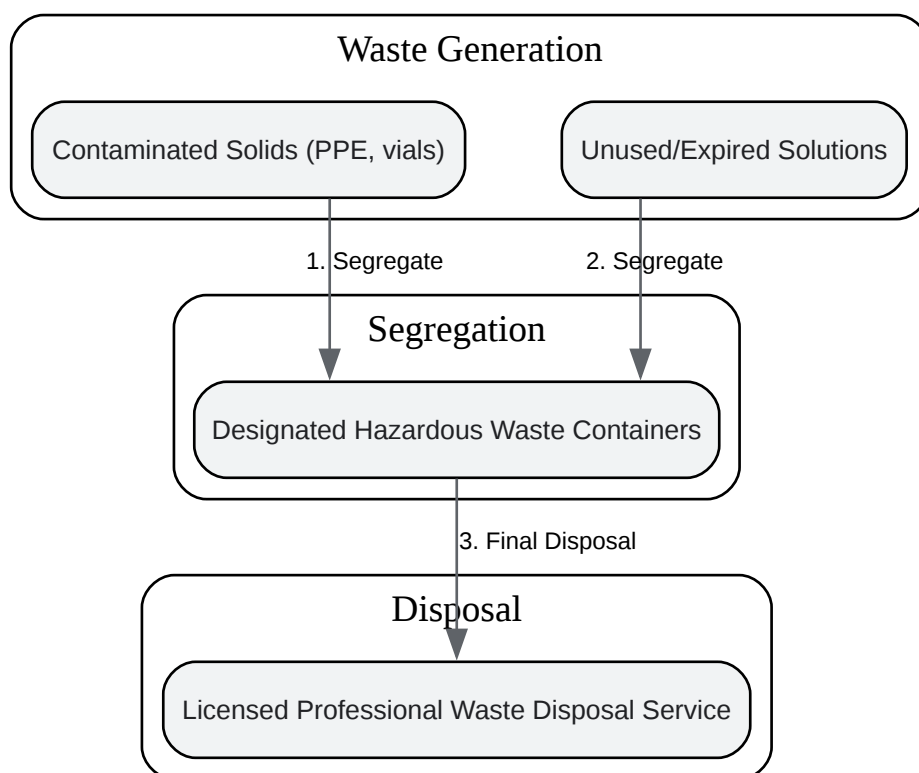 Waste Generation
Contaminated Solids (PPE, vials)
Unused/Expired Solutions
1. Segregate
2. Segregate
Segregation
Designated Hazardous Waste Containers
3. Final Disposal
Disposal
Licensed Professional Waste Disposal Service